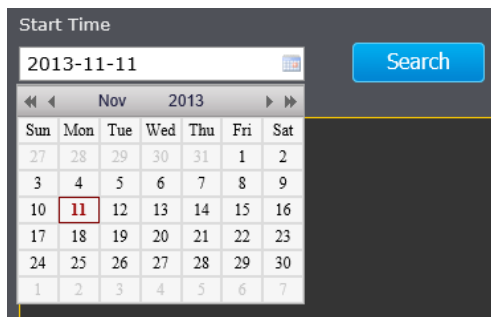 Start Time
2013-11-11 Search
Nov 2013
Sun Mon Tue Wed Thu Fri Sat
27 28 29 30 31 1 2
3 4 5 6 7 8 9
10 11 12 13 14 15 16
17 18 19 20 21 22 23
24 25 26 27 28 29 30
1 2 3 4 5 6 7